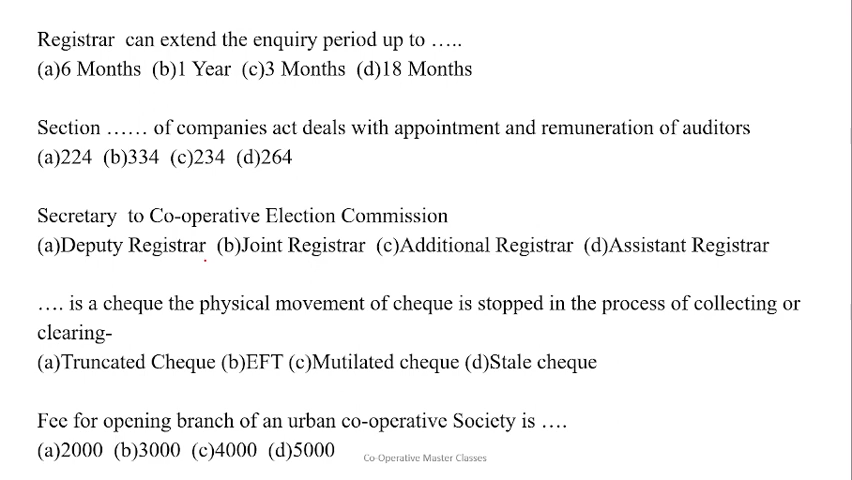 Registrar can extend the enquiry period up to …..
(a)6 Months (b)1 Year (c)3 Months (d)18 Months
Section …… of companies act deals with appointment and remuneration of auditors
(a)224 (b)334 (c)234 (d)264
Secretary to Co-operative Election Commission
(a)Deputy Registrar (b)Joint Registrar (c)Additional Registrar (d)Assistant Registrar
…. is a cheque the physical movement of cheque is stopped in the process of collecting or
clearing-
(a)Truncated Cheque (b)EFT (c)Mutilated cheque (d)Stale cheque
Fee for opening branch of an urban co-operative Society is ….
(a)2000 (b)3000 (c)4000 (d)5000
Co-Operative Master Classes